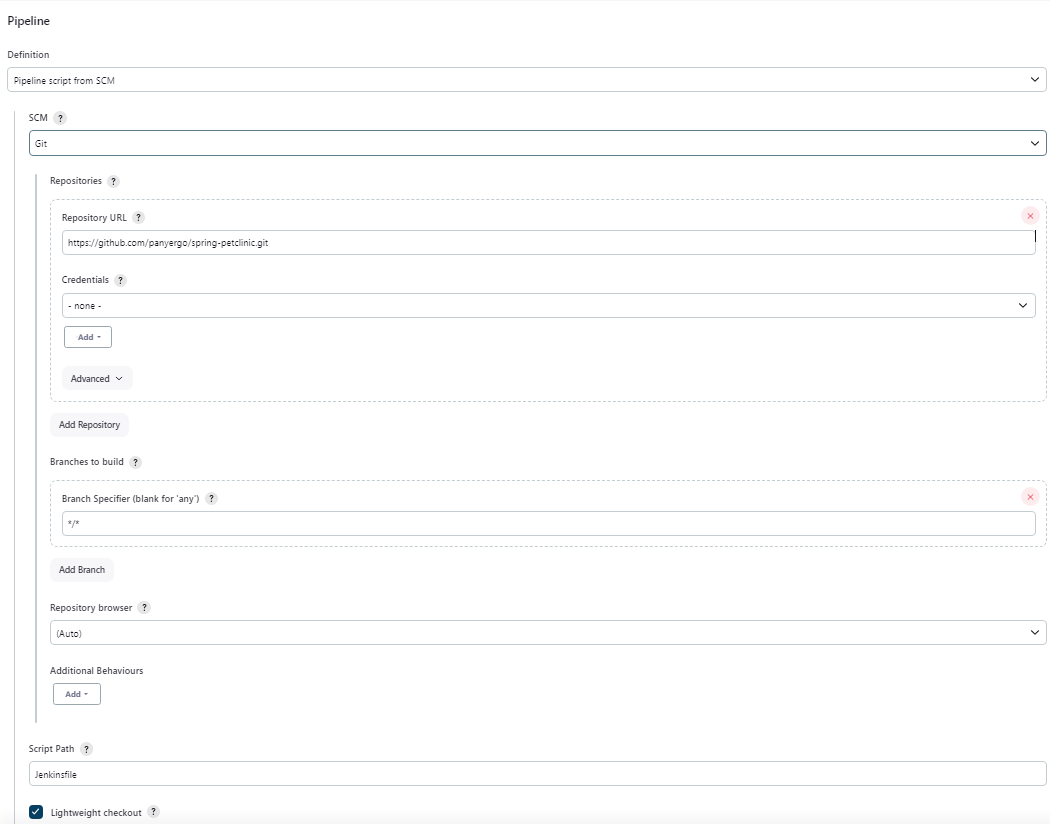 Pipeline
Definition
Pipeline script from SCM
SCM ?
Git
Repositories ?
Repository URL ?
https://github.com/panyergo/spring-petclinic.git
Credentials ?
- none -
Add
Advanced
Add Repository
Branches to build ?
Branch Specifier (blank for 'any') ?
*/*
Add Branch
Repository browser ?
(Auto)
Additional Behaviours
Add
Script Path ?
Jenkinsfile
Lightweight checkout ?